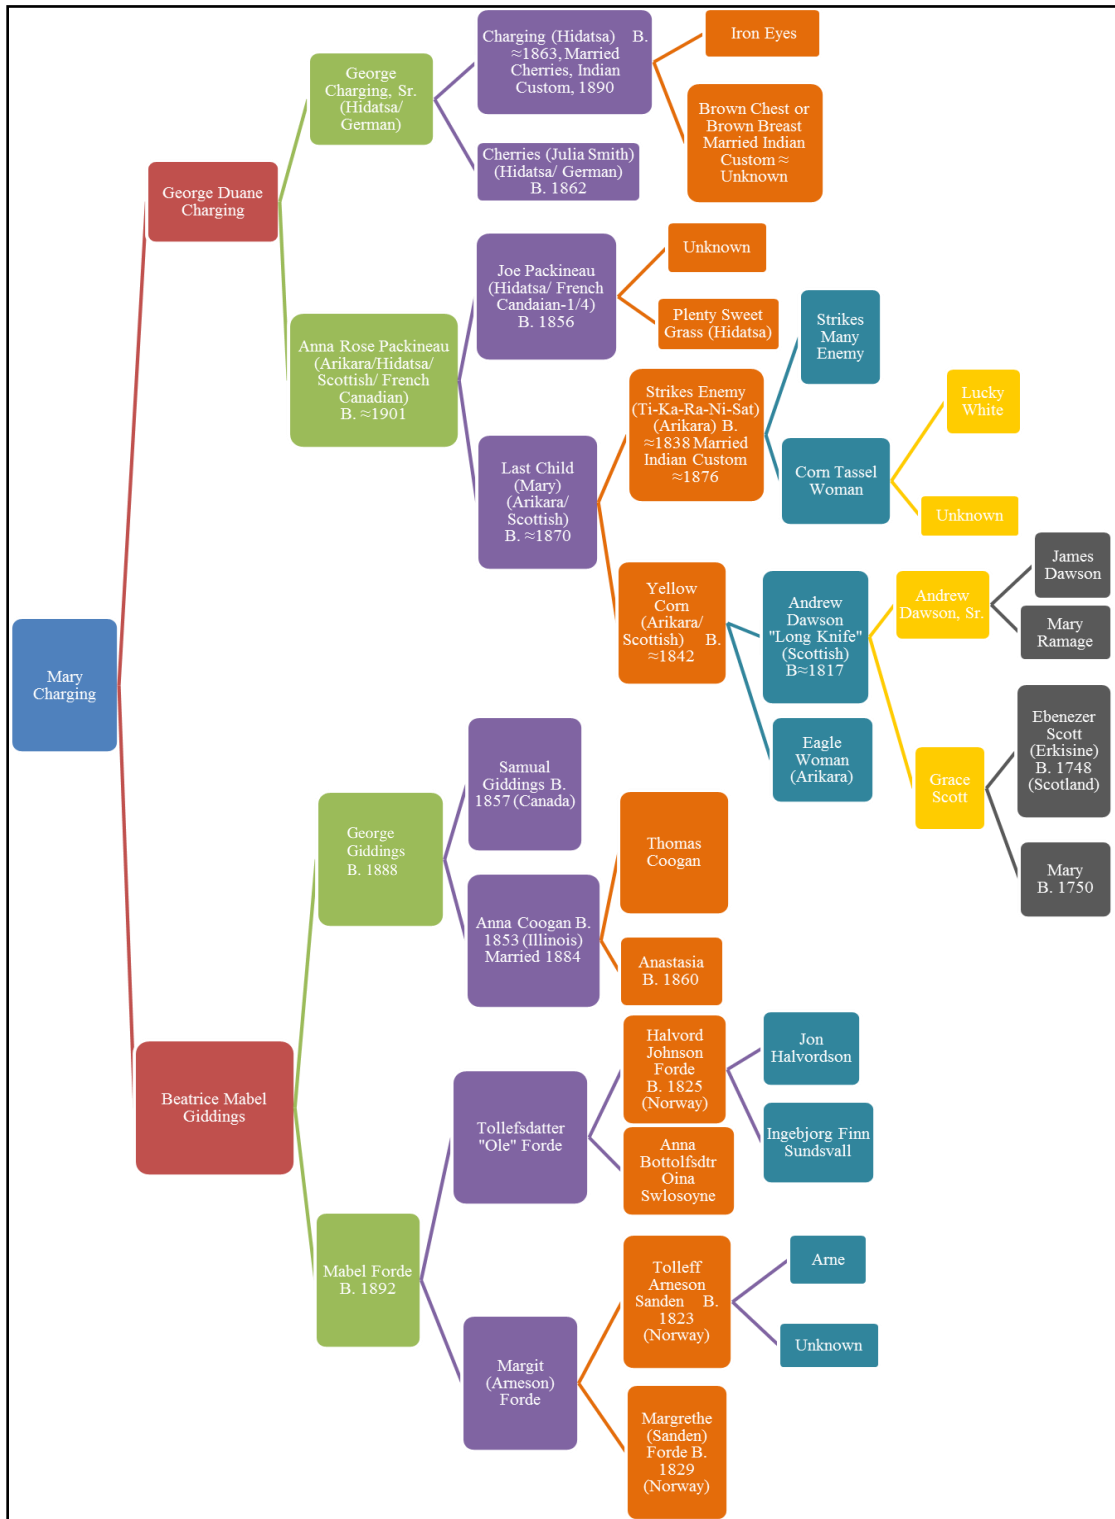 Mary
Charging
George Duane
Charging
Beatrice Mabel
Giddings
George
Charging, Sr.
(Hidatsa/
German)
Anna Rose Packineau
(Arikara/Hidatsa/
Scottish/ French
Canadian)
B. ≈1901
George
Giddings
B. 1888
Mabel Forde
B. 1892
Charging (Hidatsa) B.
≈1863, Married
Cherries, Indian
Custom, 1890
Cherries (Julia Smith)
(Hidatsa/ German)
B. 1862
Joe Packineau
(Hidatsa/ French
Candaian-1/4)
B. 1856
Last Child
(Mary)
(Arikara/
Scottish)
B. ≈1870
Samual
Giddings B.
1857 (Canada)
Anna Coogan B.
1853 (Illinois)
Married 1884
Tollefsdatter
"Ole" Forde
Margit
(Arneson)
Forde
Iron Eyes
Brown Chest or
Brown Breast
Married Indian
Custom ≈
Unknown
Unknown
Plenty Sweet
Grass (Hidatsa)
Strikes Enemy
(Ti-Ka-Ra-Ni-Sat)
(Arikara) B.
≈1838 Married
Indian Custom
≈1876
Yellow
Corn
(Arikara/
Scottish) B.
≈1842
Thomas
Coogan
Anastasia
B. 1860
Halvord
Johnson
Forde
B. 1825
(Norway)
Anna
Bottolfsdtr
Oina
Swlosoyne
Tolleff
Arneson
Sanden B.
1823
(Norway)
Margrethe
(Sanden)
Forde B.
1829
(Norway)
Strikes
Many
Enemy
Corn Tassel
Woman
Andrew
Dawson
"Long Knife"
(Scottish)
B≈1817
Eagle
Woman
(Arikara)
Jon
Halvordson
Ingebjorg Finn
Sundsvall
Arne
Unknown
Lucky
White
Unknown
Andrew
Dawson, Sr.
Grace
Scott
James
Dawson
Mary
Ramage
Ebenezer
Scott
(Erkisine)
B. 1748
(Scotland)
Mary
B. 1750